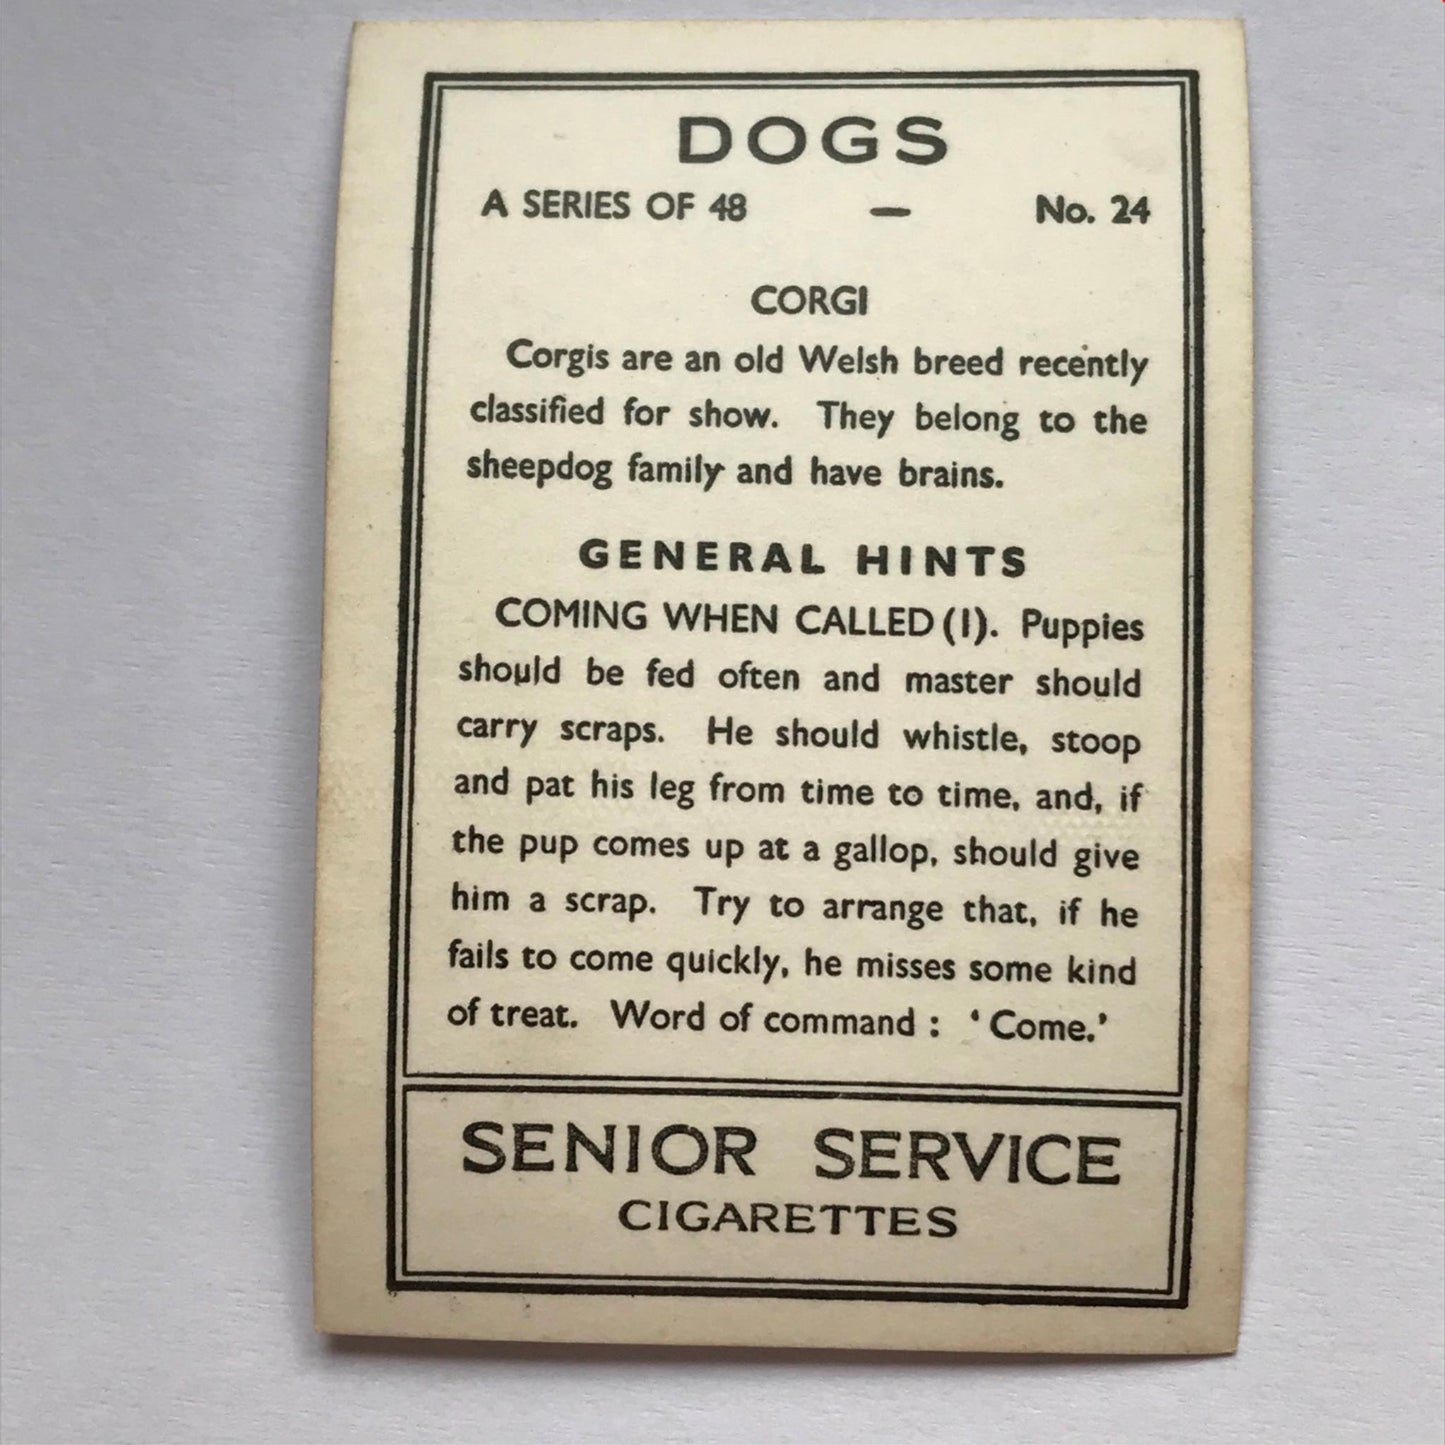 DOGS
A SERIES OF 48 — No. 24
CORGI
Corgis are an old Welsh breed recently
classified for show. They belong to the
sheepdog family and have brains.
GENERAL HINTS
COMING WHEN CALLED (1). Puppies
should be fed often and master should
carry scraps. He should whistle, stoop
and pat his leg from time to time, and, if
the pup comes up at a gallop, should give
him a scrap. Try to arrange that, if he
fails to come quickly, he misses some kind
of treat. Word of command : ‘ Come.’
SENIOR SERVICE
CIGARETTES